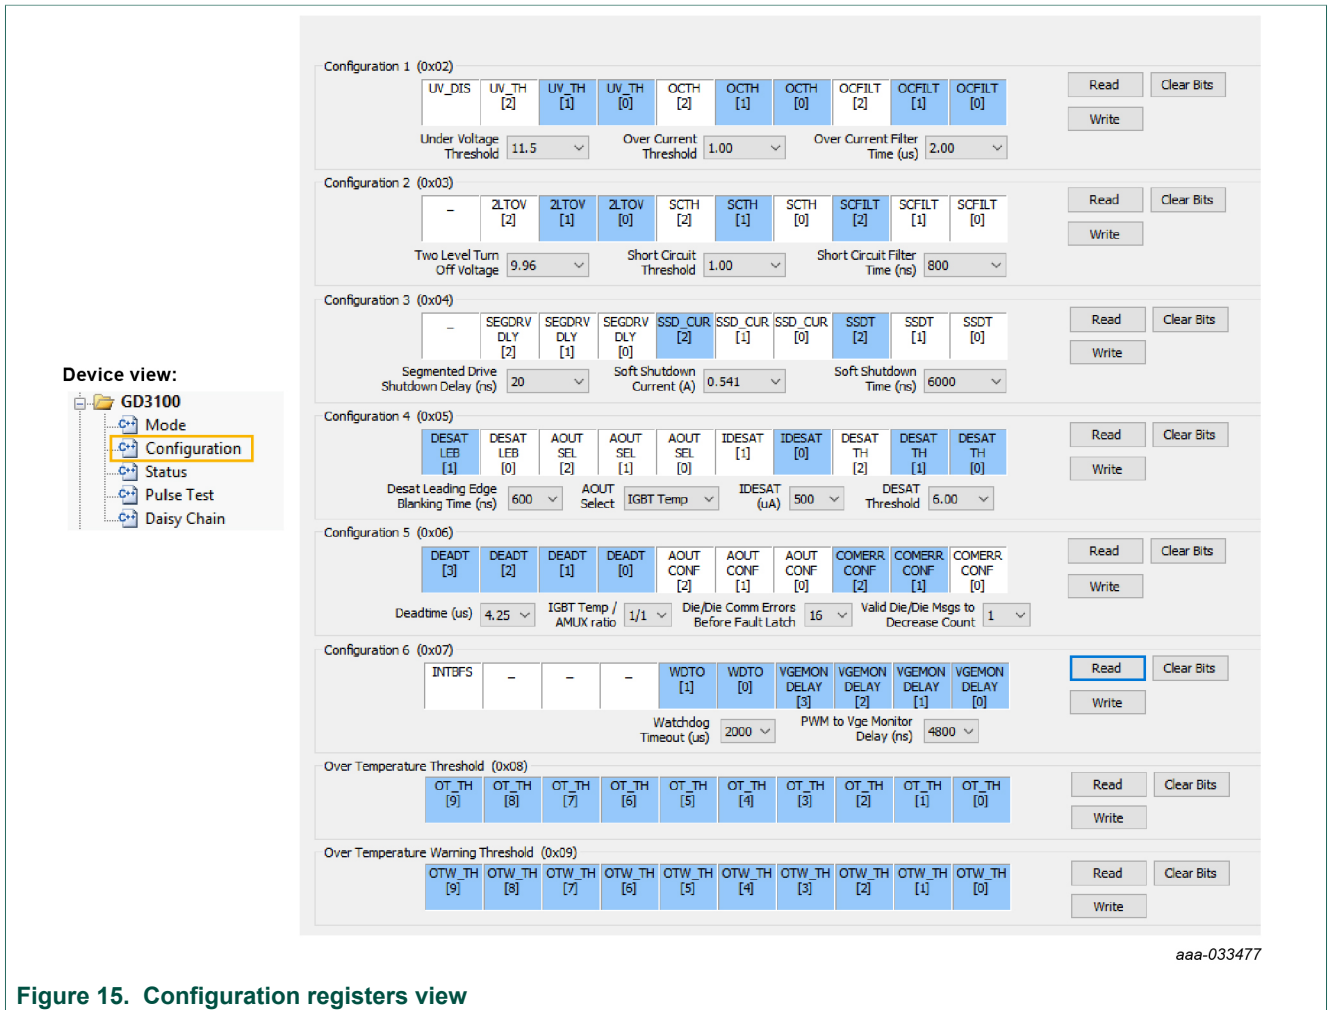 Configuration 1 (0x02)
UV_DIS UV_TH [2] UV_TH [1] UV_TH [0] OCTH [2] OCTH [1] OCTH [0] OCFILT [2] OCFILT [1] OCFILT [0]
Read Clear Bits
Write
Under Voltage Threshold 11.5 Over Current Threshold 1.00 Over Current Filter Time (us) 2.00
Configuration 2 (0x03)
– 2LTOV [2] 2LTOV [1] 2LTOV [0] SCTH [2] SCTH [1] SCTH [0] SCFILT [2] SCFILT [1] SCFILT [0]
Read Clear Bits
Write
Two Level Turn Off Voltage 9.96 Short Circuit Threshold 1.00 Short Circuit Filter Time (ns) 800
Configuration 3 (0x04)
– SEGDRV DLY [2] SEGDRV DLY [1] SEGDRV DLY [0] SSD_CUR [2] SSD_CUR [1] SSD_CUR [0] SSDT [2] SSDT [1] SSDT [0]
Read Clear Bits
Write
Segmented Drive Shutdown Delay (ns) 20 Soft Shutdown Current (A) 0.541 Soft Shutdown Time (ns) 6000
Device view:
GD3100
Mode
Configuration
Status
Pulse Test
Daisy Chain
Configuration 4 (0x05)
DESAT LEB [1] DESAT LEB [0] AOUT SEL [2] AOUT SEL [1] AOUT SEL [0] IDESAT [1] IDESAT [0] DESAT TH [2] DESAT TH [1] DESAT TH [0]
Read Clear Bits
Write
Desat Leading Edge Blanking Time (ns) 600 AOUT Select IGBT Temp IDESAT (uA) 500 DESAT Threshold 6.00
Configuration 5 (0x06)
DEADT [3] DEADT [2] DEADT [1] DEADT [0] AOUT CONF [2] AOUT CONF [1] AOUT CONF [0] COMERR CONF [2] COMERR CONF [1] COMERR CONF [0]
Read Clear Bits
Write
Deadtime (us) 4.25 IGBT Temp / AMUX ratio 1/1 Die/Die Comm Errors Before Fault Latch 16 Valid Die/Die Msgs to Decrease Count 1
Configuration 6 (0x07)
INTBFS – – – WDTO [1] WDTO [0] VGEMON DELAY [3] VGEMON DELAY [2] VGEMON DELAY [1] VGEMON DELAY [0]
Read Clear Bits
Write
Watchdog Timeout (us) 2000 PWM to Vge Monitor Delay (ns) 4800
Over Temperature Threshold (0x08)
OT_TH [9] OT_TH [8] OT_TH [7] OT_TH [6] OT_TH [5] OT_TH [4] OT_TH [3] OT_TH [2] OT_TH [1] OT_TH [0]
Read Clear Bits
Write
Over Temperature Warning Threshold (0x09)
OTW_TH [9] OTW_TH [8] OTW_TH [7] OTW_TH [6] OTW_TH [5] OTW_TH [4] OTW_TH [3] OTW_TH [2] OTW_TH [1] OTW_TH [0]
Read Clear Bits
Write
aaa-033477
Figure 15. Configuration registers view